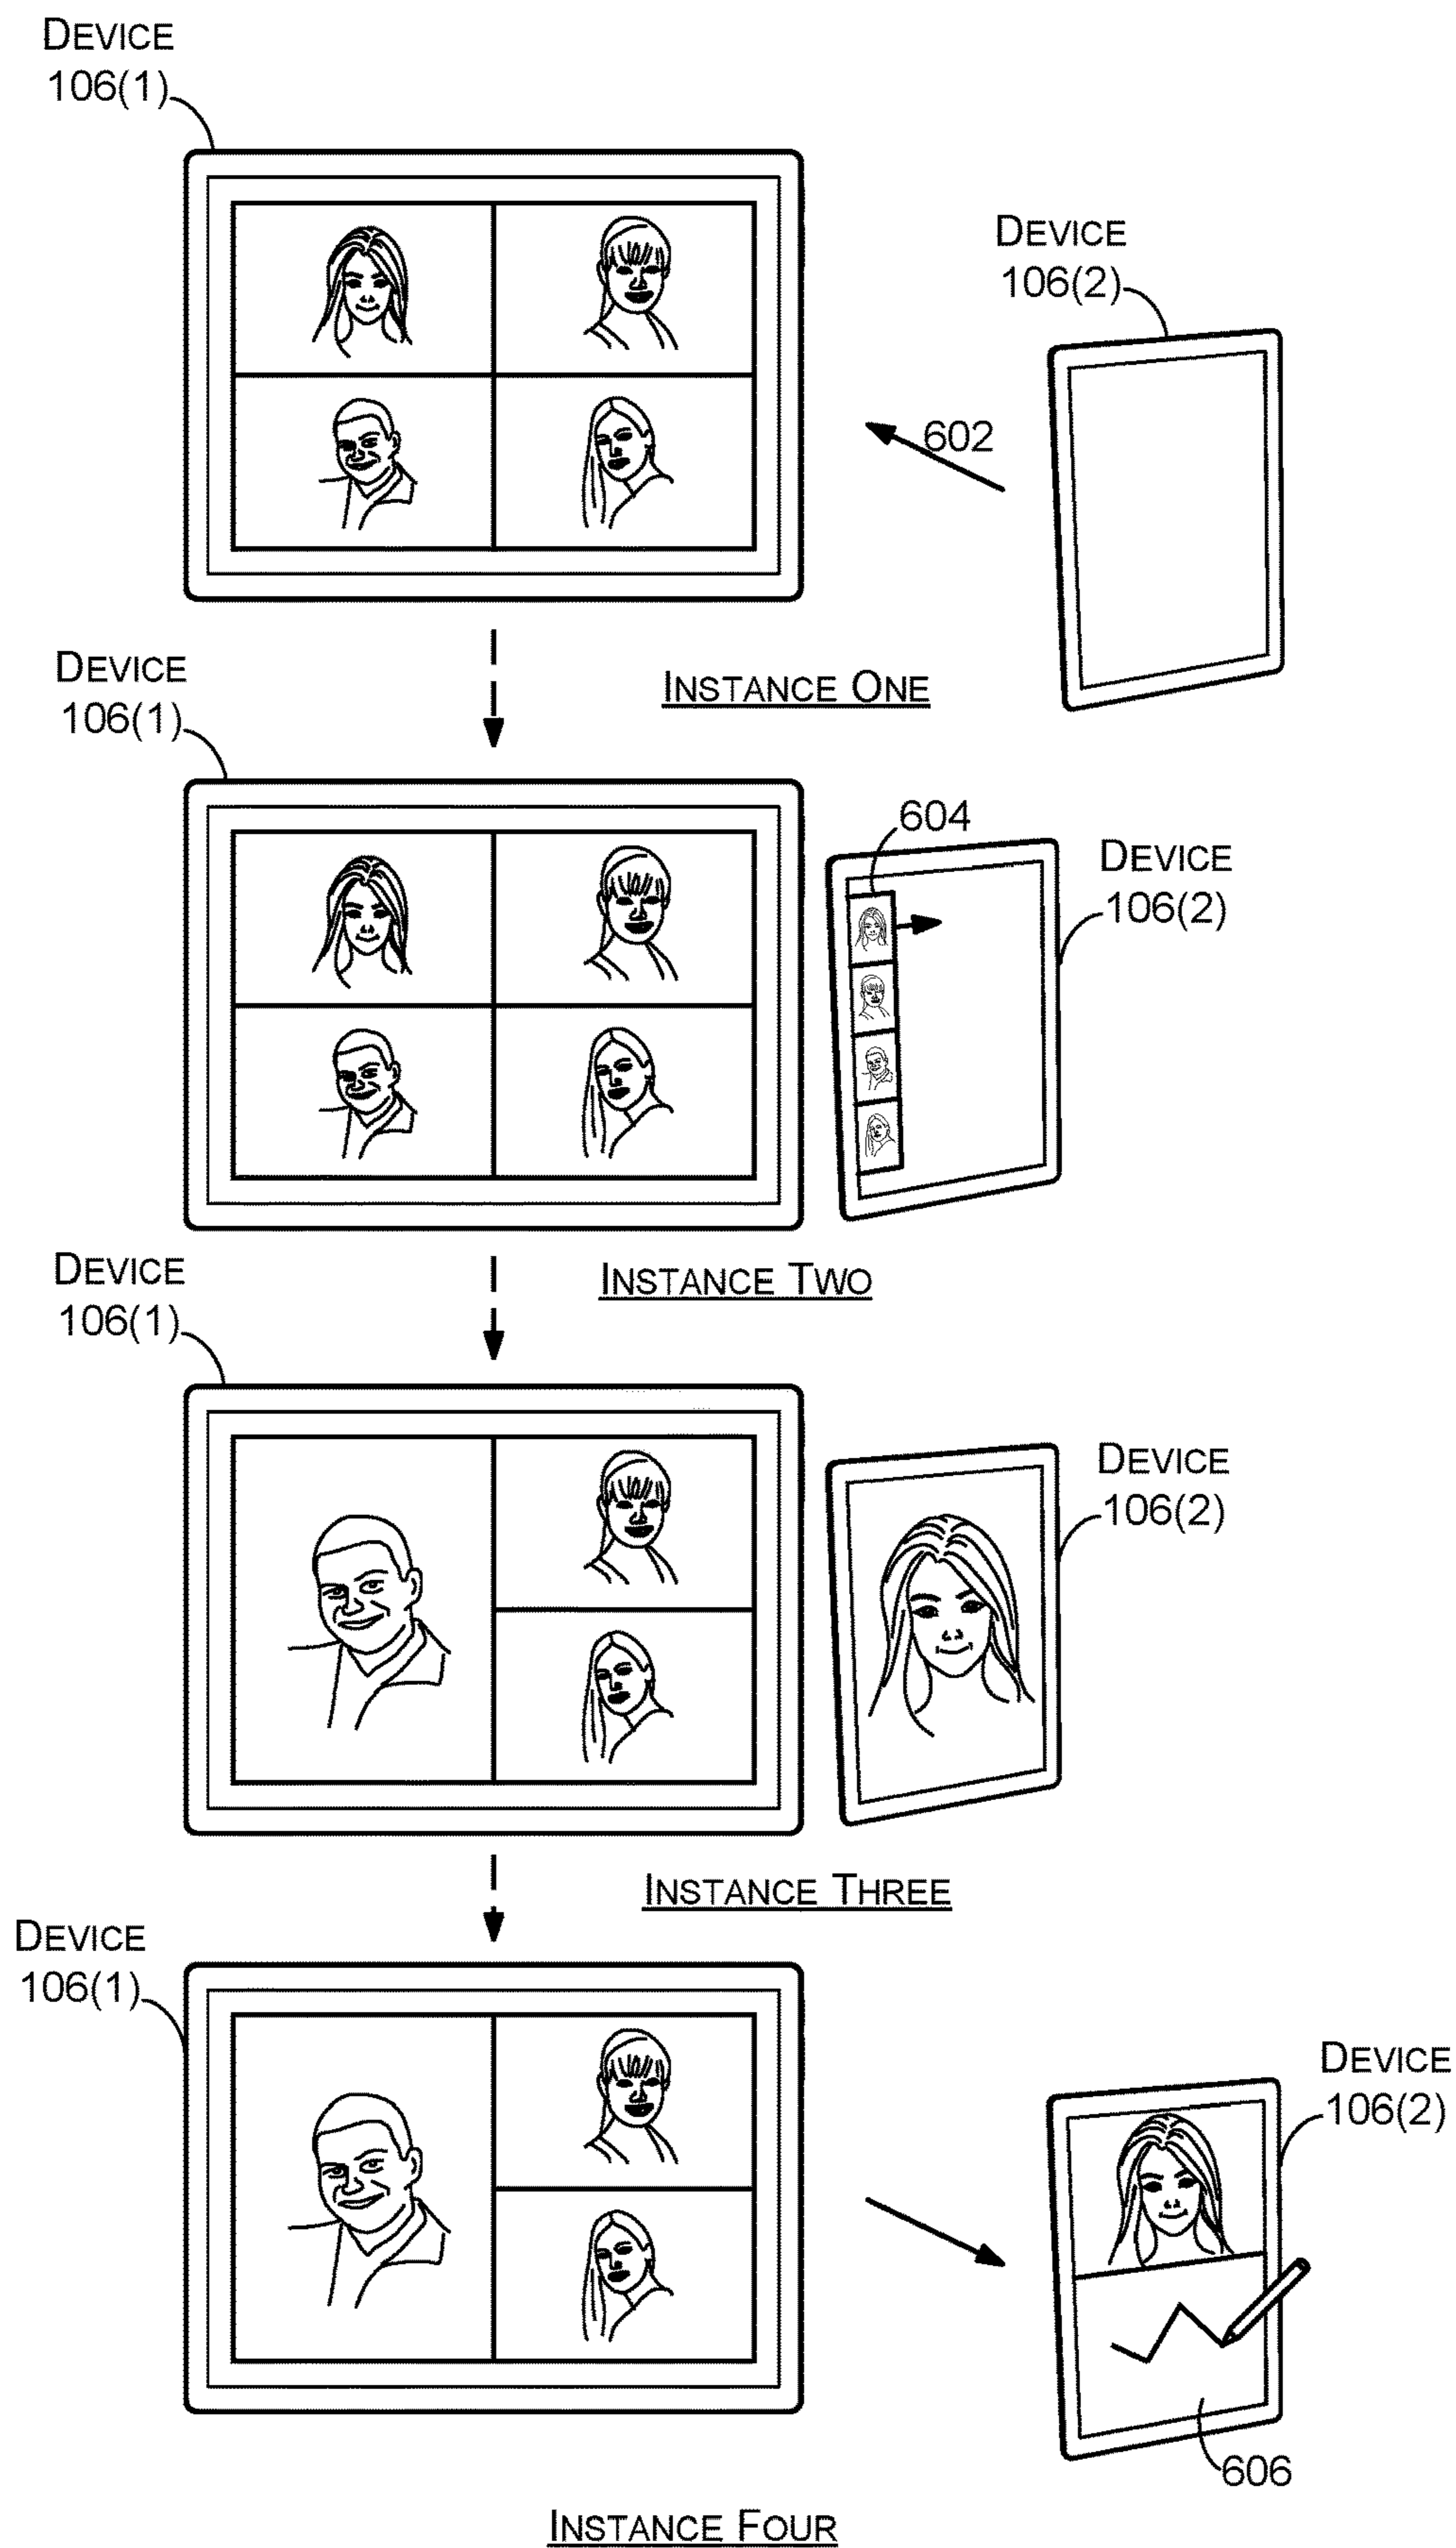 DEVICE
106(1)
DEVICE
106(2)
602
INSTANCE ONE
DEVICE
106(1)
604
DEVICE
106(2)
INSTANCE TWO
DEVICE
106(1)
DEVICE
106(2)
INSTANCE THREE
DEVICE
106(1)
DEVICE
106(2)
606
INSTANCE FOUR